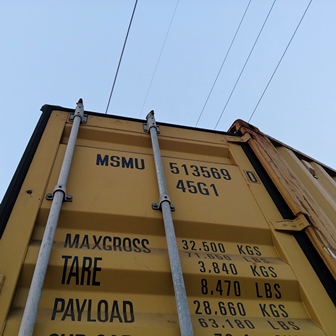 MSMU 513569 0
45G1
MAXGROSS 32.500 KGS
71.650 LBS
TARE 3,840 KGS
8.470 LBS
PAYLOAD 28.660 KGS
63.180 LBS